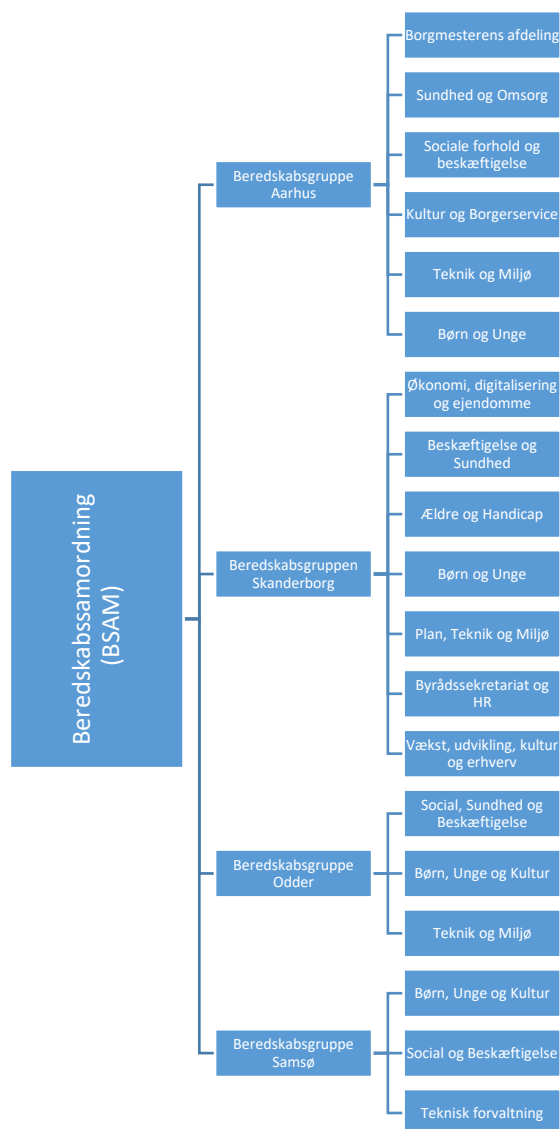 Beredskabssamordning
(BSAM)
Beredskabsgruppe
Aarhus
Borgmesterens afdeling
Sundhed og Omsorg
Sociale forhold og
beskæftigelse
Kultur og Borgerservice
Teknik og Miljø
Børn og Unge
Beredskabsgruppen
Skanderborg
Økonomi, digitalisering
og ejendomme
Beskæftigelse og
Sundhed
Ældre og Handicap
Børn og Unge
Plan, Teknik og Miljø
Byrådssekretariat og
HR
Vækst, udvikling, kultur
og erhverv
Beredskabsgruppe
Odder
Social, Sundhed og
Beskæftigelse
Børn, Unge og Kultur
Teknik og Miljø
Beredskabsgruppe
Samsø
Børn, Unge og Kultur
Social og Beskæftigelse
Teknisk forvaltning